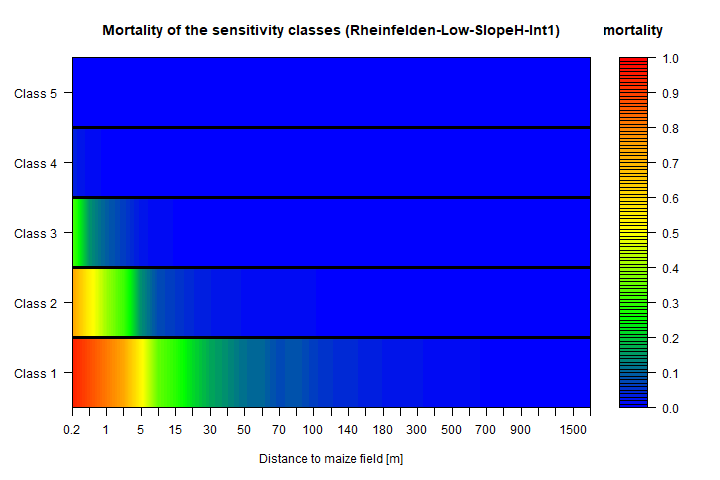 Mortality of the sensitivity classes (Rheinfelden-Low-SlopeH-Int1)
mortality
Class 5
Class 4
Class 3
Class 2
Class 1
1.0
0.9
0.8
0.7
0.6
0.5
0.4
0.3
0.2
0.1
0.0
0.2 1 5 15 30 50 70 100 140 180 300 500 700 900 1500
Distance to maize field [m]